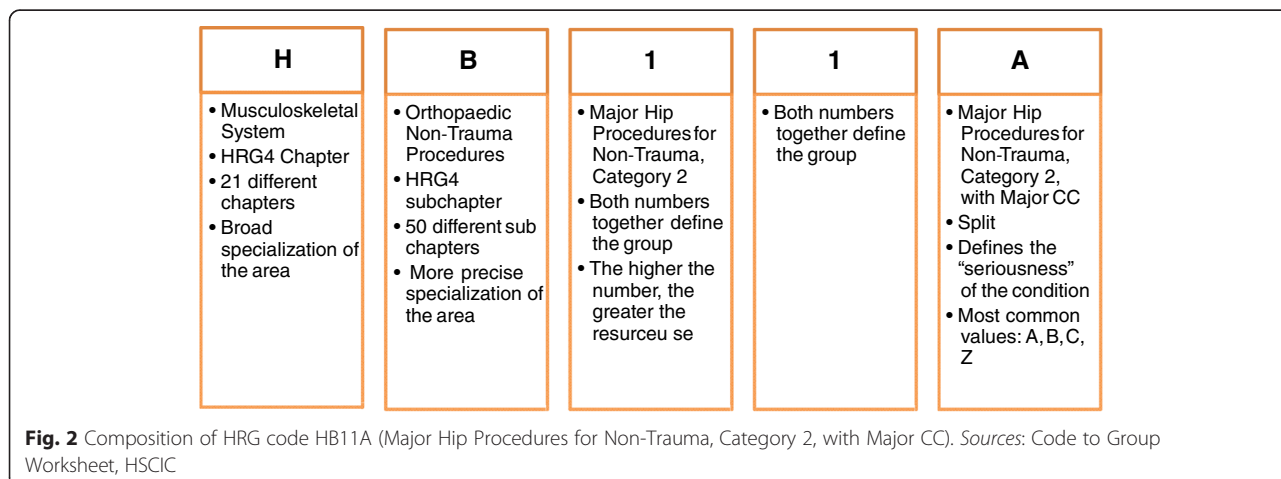 H
• Musculoskeletal
System
• HRG4 Chapter
• 21 different
chapters
• Broad
specialization of
the area
B
• Orthopaedic
Non-Trauma
Procedures
• HRG4
subchapter
• 50 different sub
chapters
• More precise
specialization of
the area
1
• Major Hip
Procedures for
Non-Trauma,
Category 2
• Both numbers
together define
the group
• The higher the
number, the
greater the
resurceu se
1
• Both numbers
together define
the group
A
• Major Hip
Procedures for
Non-Trauma,
Category 2,
with Major CC
• Split
• Defines the
“seriousness”
of the condition
• Most common
values: A, B, C,
Z
Fig. 2 Composition of HRG code HB11A (Major Hip Procedures for Non-Trauma, Category 2, with Major CC). Sources: Code to Group
Worksheet, HSCIC